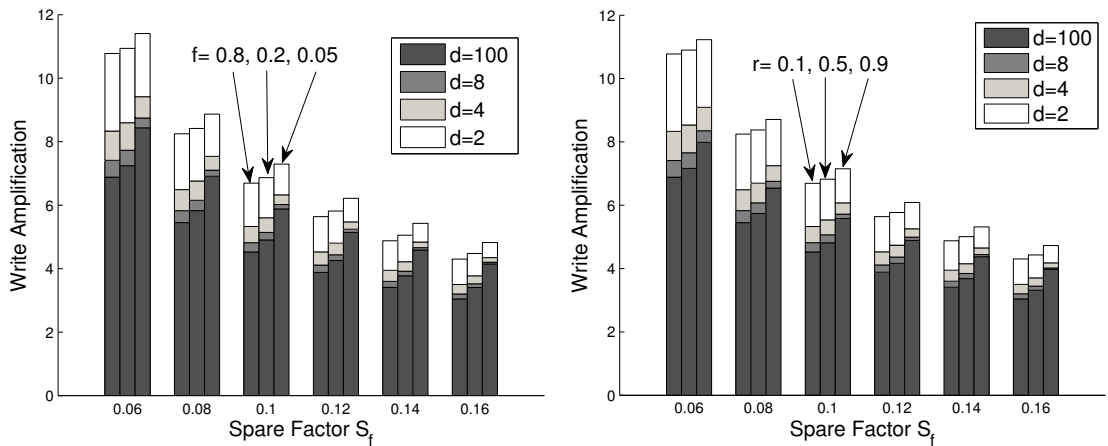 12
10
8
6
4
2
0
Write Amplification
f= 0.8, 0.2, 0.05
d=100
d=8
d=4
d=2
0.06 0.08 0.1 0.12 0.14 0.16
Spare Factor Sf
12
10
8
6
4
2
0
Write Amplification
r= 0.1, 0.5, 0.9
d=100
d=8
d=4
d=2
0.06 0.08 0.1 0.12 0.14 0.16
Spare Factor Sf